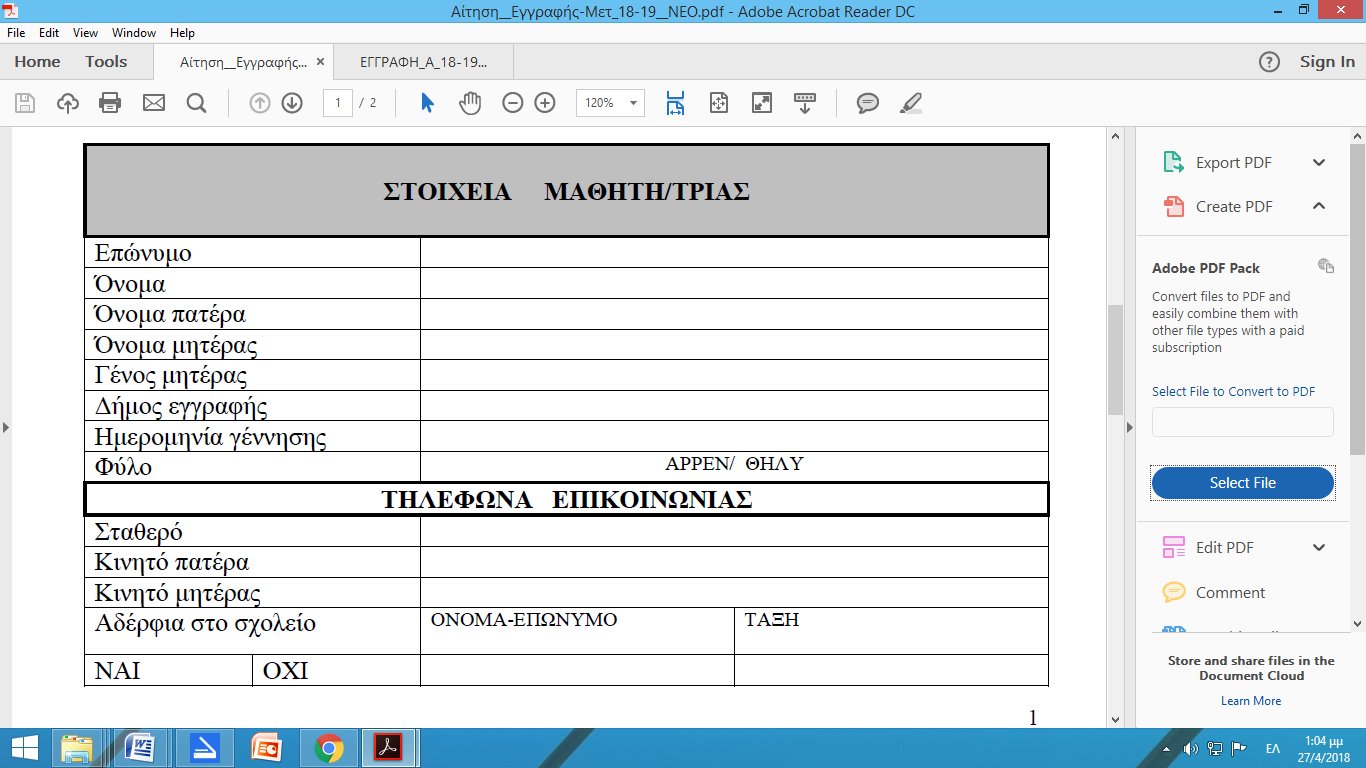 Αίτηση__Εγγραφής-Μετ_18-19__ΝΕΟ.pdf - Adobe Acrobat Reader DC
File Edit View Window Help
Home Tools Αίτηση__Εγγραφής... × ΕΓΓΡΑΦΗ_Α_18-19... Sign In
1 / 2 120%
ΣΤΟΙΧΕΙΑ ΜΑΘΗΤΗ/ΤΡΙΑΣ
Επώνυμο
Όνομα
Όνομα πατέρα
Όνομα μητέρας
Γένος μητέρας
Δήμος εγγραφής
Ημερομηνία γέννησης
Φύλο ΑΡΡΕΝ/ ΘΗΛΥ
ΤΗΛΕΦΩΝΑ ΕΠΙΚΟΙΝΩΝΙΑΣ
Σταθερό
Κινητό πατέρα
Κινητό μητέρας
Αδέρφια στο σχολείο ΟΝΟΜΑ-ΕΠΩΝΥΜΟ ΤΑΞΗ
ΝΑΙ ΟΧΙ
1
Export PDF
Create PDF
Adobe PDF Pack
Convert files to PDF and
easily combine them with
other file types with a paid
subscription
Select File to Convert to PDF
Select File
Edit PDF
Comment
Store and share files in the
Document Cloud
Learn More
ΕΛ
1:04 μμ
27/4/2018